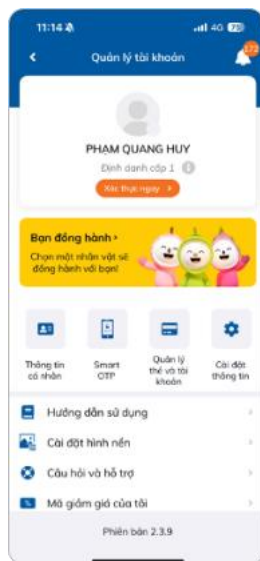 11:14
4G 72
Quản lý tài khoản
PHẠM QUANG HUY
Định danh cấp 1
Xác thực ngay >
Bạn đồng hành >
Chọn một nhân vật sẽ
đồng hành với bạn!
Thông tin
cá nhân
Smart
OTP
Quản lý
thẻ và tài
khoản
Cài đặt
thông tin
Hướng dẫn sử dụng
Cài đặt hình nền
Câu hỏi và hỗ trợ
Mã giảm giá của tôi
Phiên bản 2.3.9